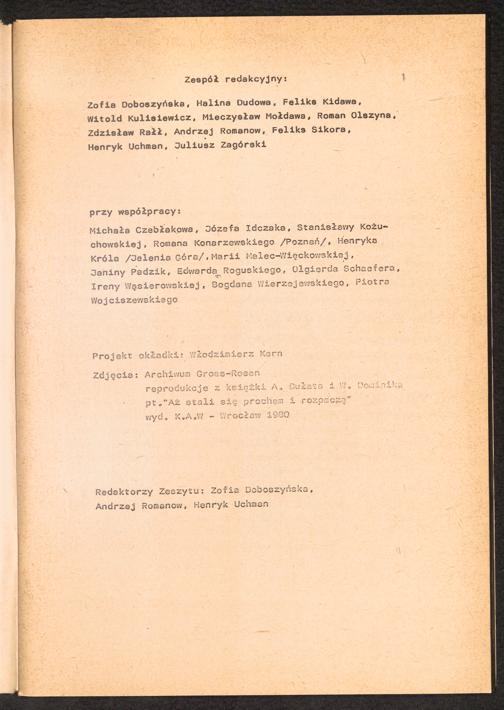 Zespół redakcyjny:
Zofia Doboszyńska, Halina Dudowa, Feliks Kidawa,
Witold Kulisiewicz, Mieczysław Mołdawa, Roman Olszyna,
Zdzisław Rałł, Andrzej Romanow, Feliks Sikora,
Henryk Uchman, Juliusz Zagórski
przy współpracy:
Michała Czebłakowa, Józefa Idczaka, Stanisławy Kożu-
chowskiej, Romana Konarzewskiego /Poznań/, Henryka
Króla /Jelenia Góra/, Marii Malec-Więckowskiej,
Janiny Pedzik, Edwarda Roguskiego, Olgierda Schaefera,
Ireny Wąsierowskiej, Bogdana Wierzejewskiego, Piotra
Wojciszewskiego
Projekt okładki: Włodzimierz Karn
Zdjęcia: Archiwum Gross-Rosen
reprodukcje z książki A. Dułata i W. Dominika
pt."Aż stali się prochem i rozpaczą"
wyd. K.A.W - Wrocław 1980
Redaktorzy Zeszytu: Zofia Doboszyńska,
Andrzej Romanow, Henryk Uchman